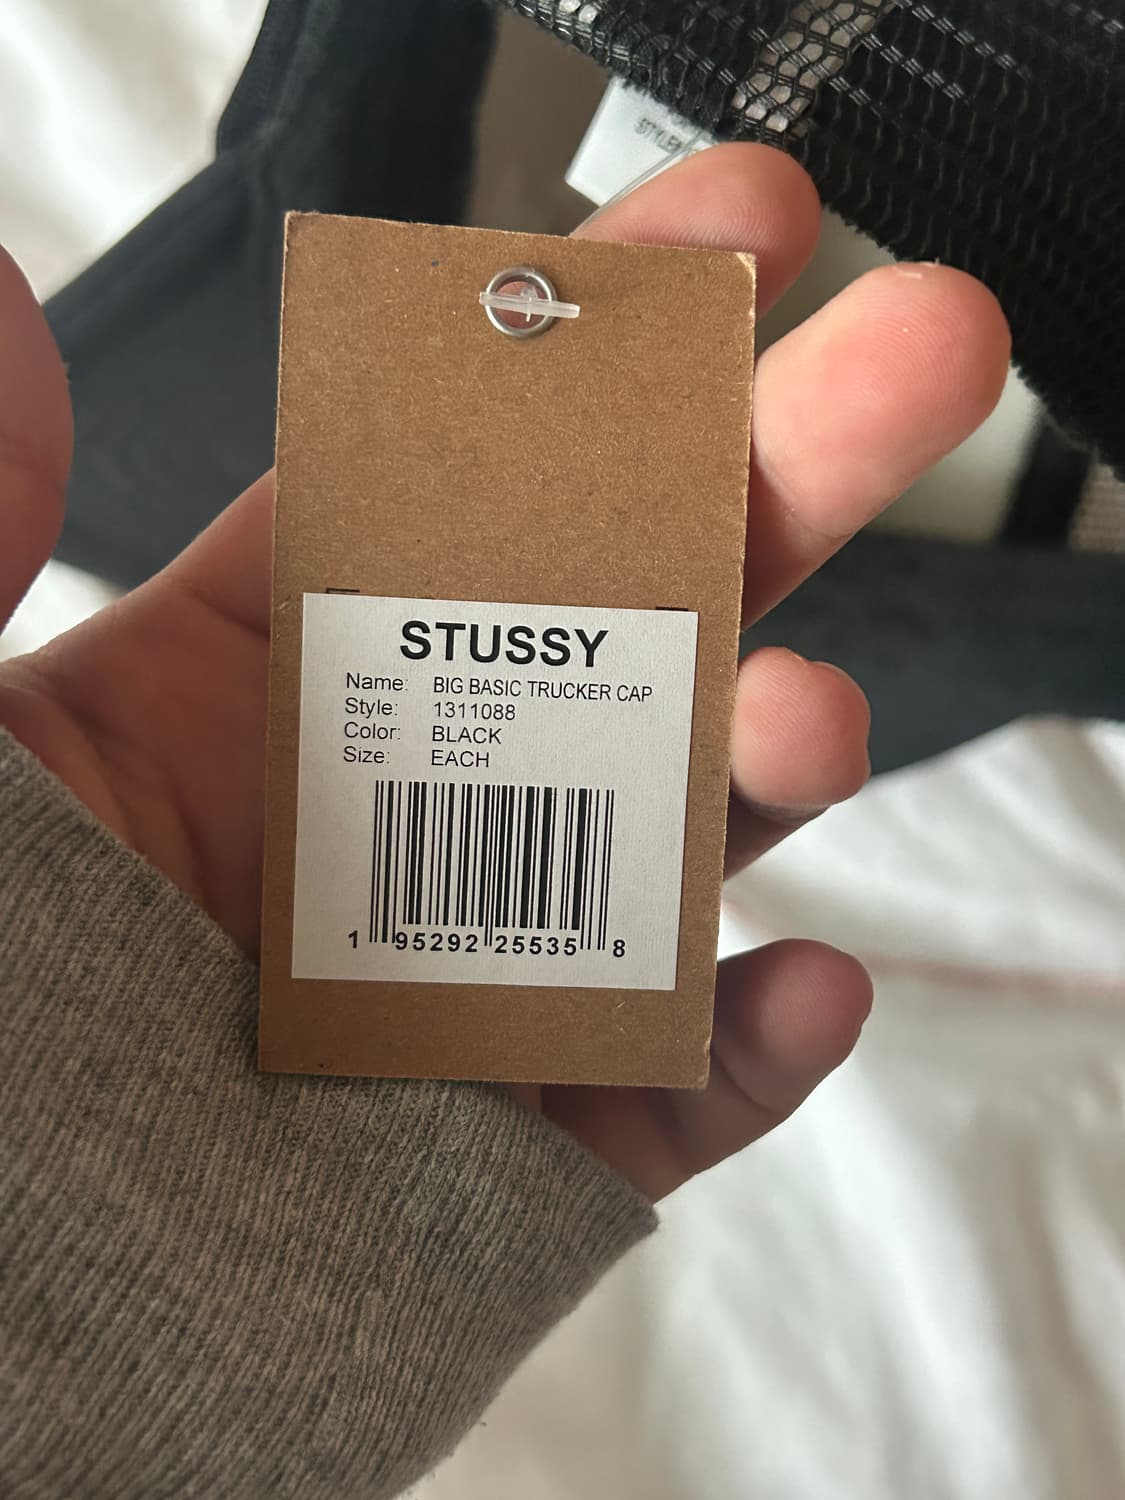 STUSSY
Name: BIG BASIC TRUCKER CAP
Style: 1311088
Color: BLACK
Size: EACH
1 95292 25535 8